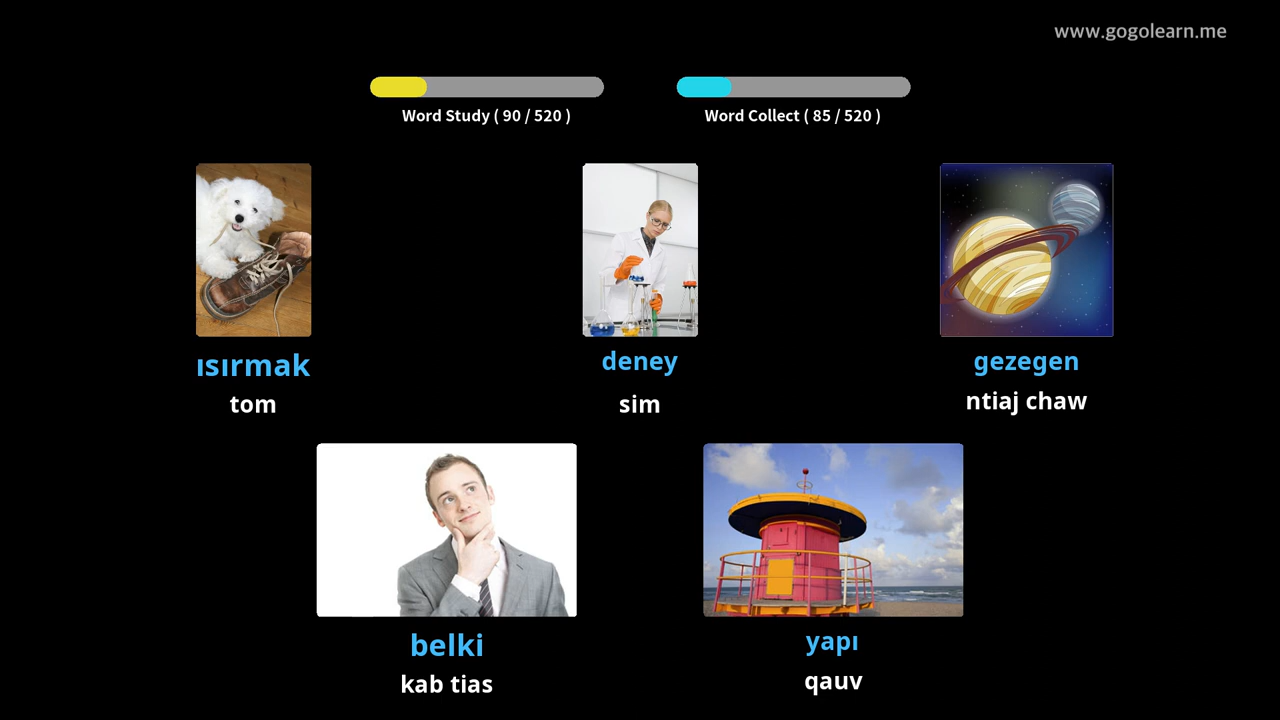 www.gogolearn.me
Word Study ( 90 / 520 )
Word Collect ( 85 / 520 )
ısırmak
tom
deney
sim
gezegen
ntiaj chaw
belki
kab tias
yapı
qauv